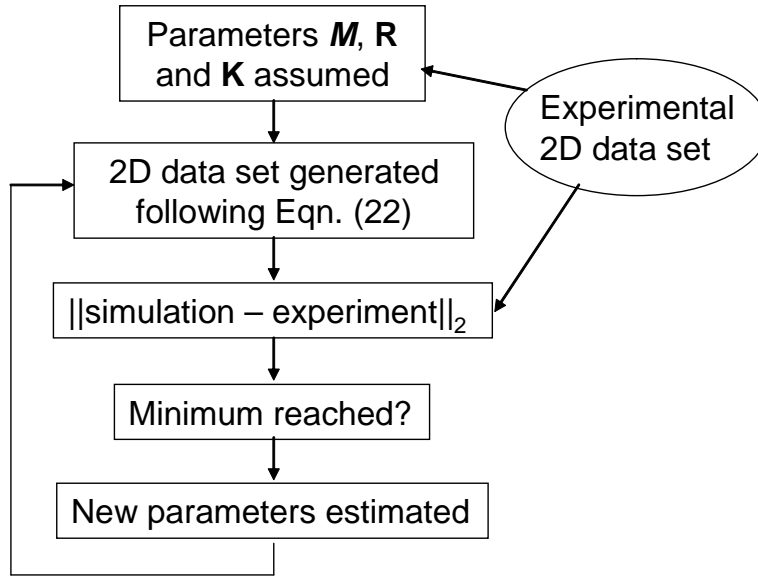 Parameters M, R
and K assumed
Experimental
2D data set
2D data set generated
following Eqn. (22)
||simulation – experiment||₂
Minimum reached?
New parameters estimated